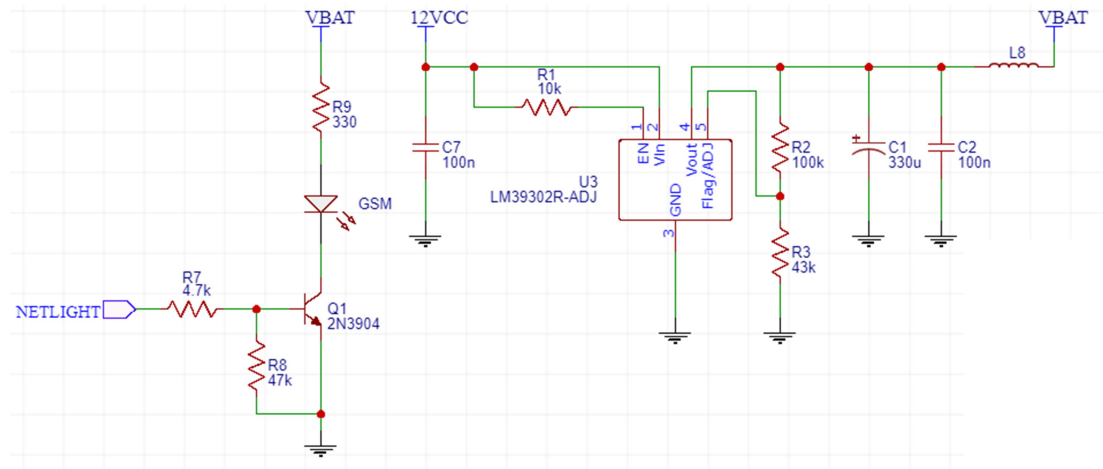 VBAT
12VCC
VBAT
L8
R1
10k
R9
330
C7
100n
1
2
4
5
EN
VIn
Vout
Flag/ADJ
R2
100k
C1
330u
C2
100n
U3
LM39302R-ADJ
GSM
GND
3
R3
43k
R7
4.7k
NETLIGHT
Q1
2N3904
R8
47k
+